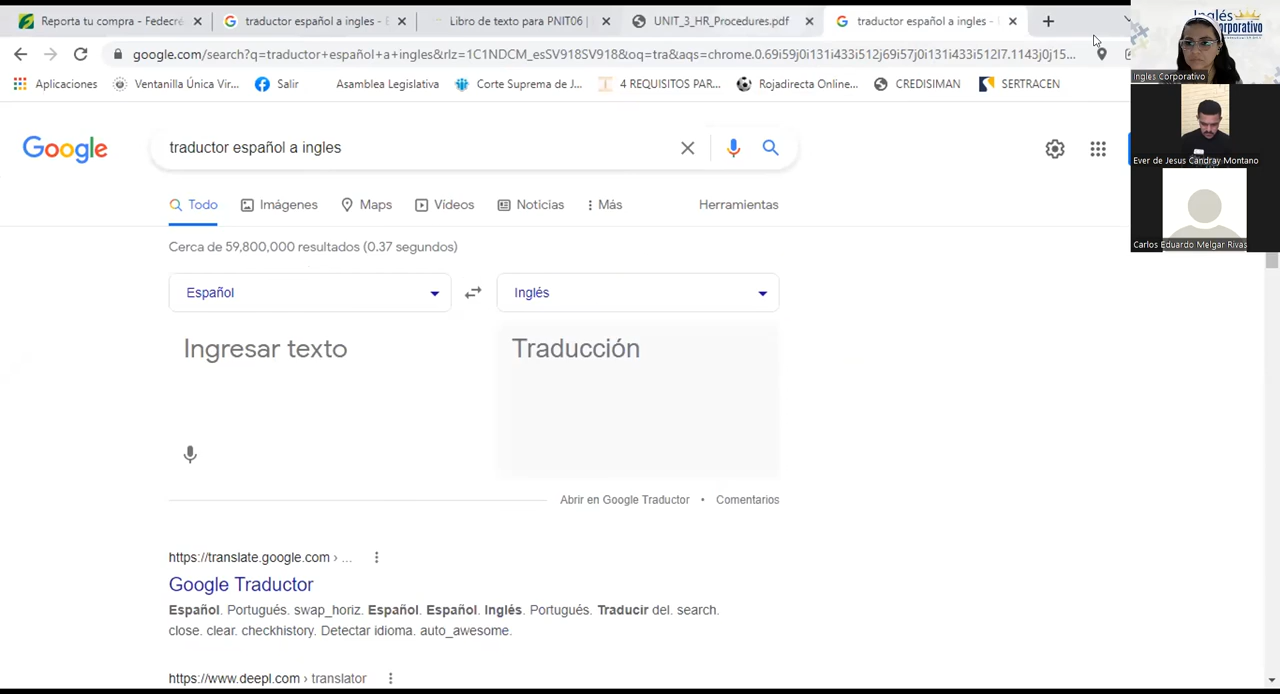 Reporta tu compra - Fedecré
traductor español a ingles - E
Libro de texto para PNIT06
UNIT_3_HR_Procedures.pdf
traductor español a ingles -
google.com/search?q=traductor+español+a+ingles&rlz=1C1NDCM_esSV918SV918&oq=tra&aqs=chrome.0.69i59j0i131i433i512j69i57j0i131i433i512l7.1143j0j15...
Aplicaciones
Ventanilla Única Vir...
Salir
Asamblea Legislativa
Corte Suprema de J...
4 REQUISITOS PAR...
Rojadirecta Online...
CREDISIMAN
SERTRACEN
Inglés
Corporativo
Ingles Corporativo
Ever de Jesus Candray Montano
Carlos Eduardo Melgar Rivas
Google
traductor español a ingles
Todo
Imágenes
Maps
Vídeos
Noticias
Más
Herramientas
Cerca de 59,800,000 resultados (0.37 segundos)
Español
Inglés
Ingresar texto
Traducción
Abrir en Google Traductor • Comentarios
https://translate.google.com › ...
Google Traductor
Español. Portugués. swap_horiz. Español. Español. Inglés. Portugués. Traducir del. search.
close. clear. checkhistory. Detectar idioma. auto_awesome.
https://www.deepl.com › translator